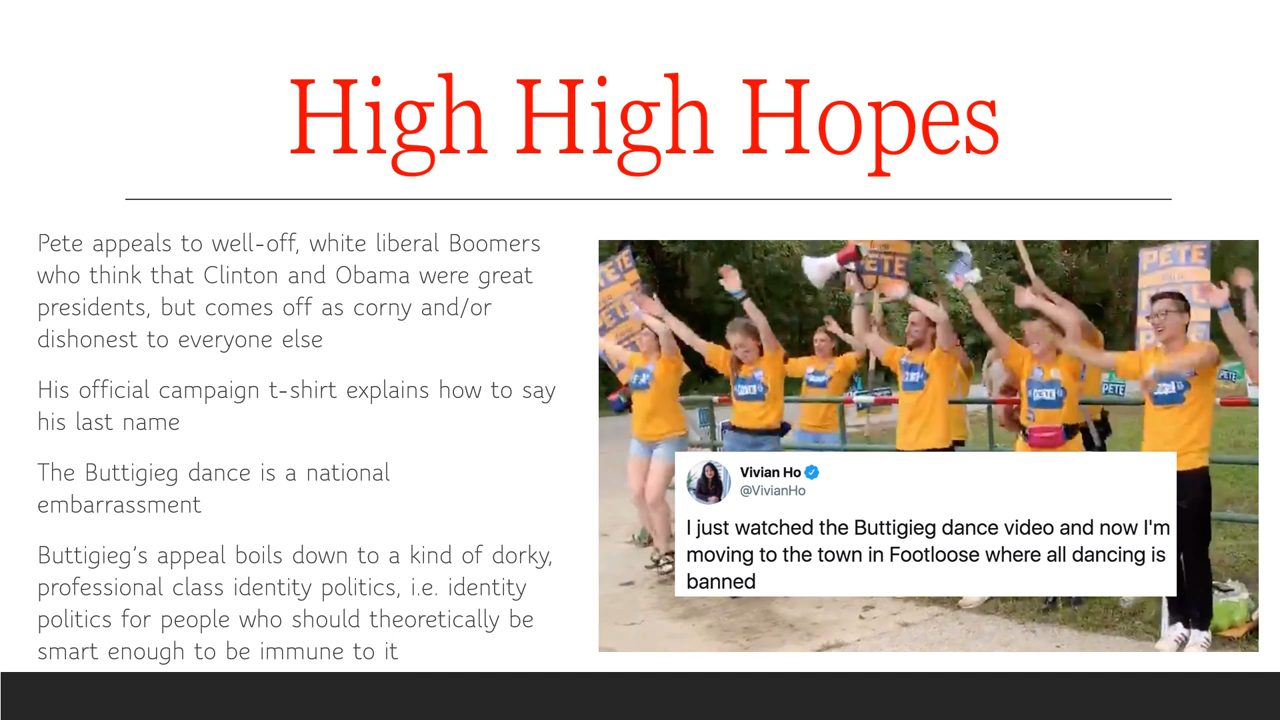 High High Hopes
Pete appeals to well-off, white liberal Boomers
who think that Clinton and Obama were great
presidents, but comes off as corny and/or
dishonest to everyone else
His official campaign t-shirt explains how to say
his last name
The Buttigieg dance is a national
embarrassment
Buttigieg's appeal boils down to a kind of dorky,
professional class identity politics, i.e. identity
politics for people who should theoretically be
smart enough to be immune to it
PETE
PETE
PETE
PETE
PETE
Vivian Ho
@VivianHo
I just watched the Buttigieg dance video and now I'm
moving to the town in Footloose where all dancing is
banned